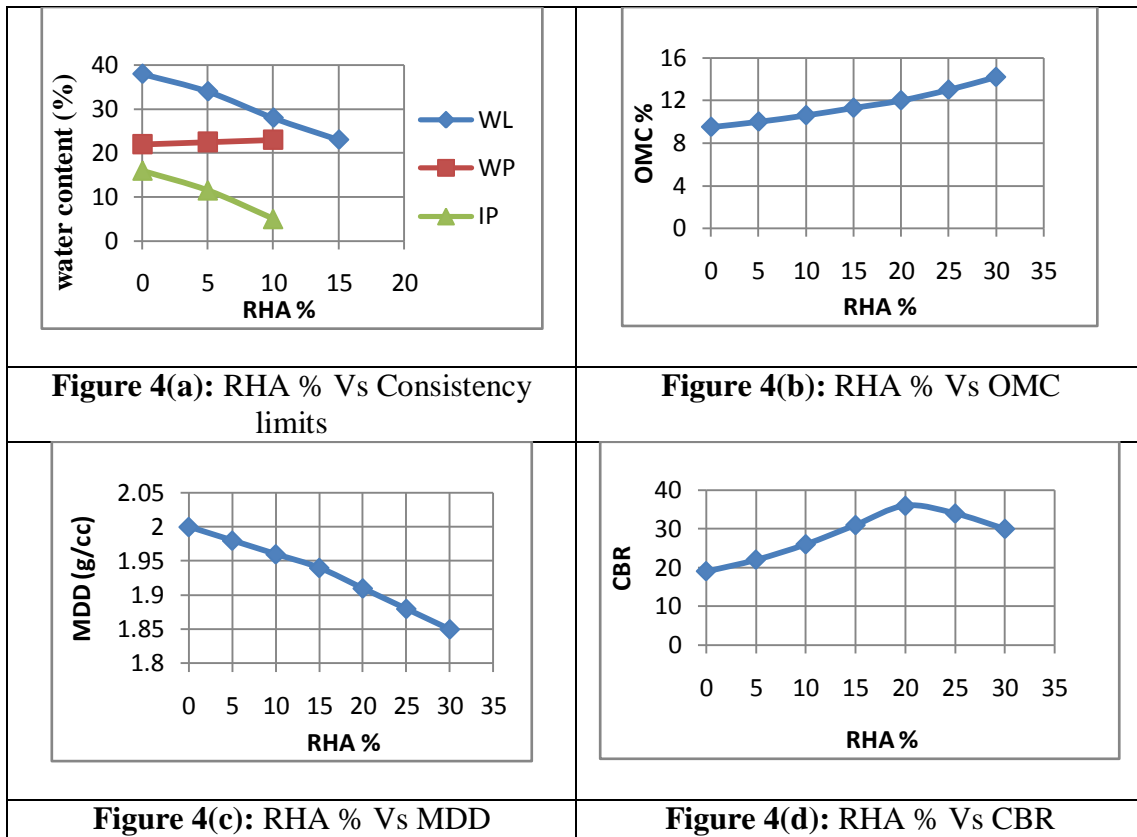 40
30
20
10
0
water content (%)
0 5 10 15 20
RHA %
WL
WP
IP
Figure 4(a): RHA % Vs Consistency
limits
16
12
8
4
0
OMC %
0 5 10 15 20 25 30 35
RHA %
Figure 4(b): RHA % Vs OMC
2.05
2
1.95
1.9
1.85
1.8
MDD (g/cc)
0 5 10 15 20 25 30 35
RHA %
Figure 4(c): RHA % Vs MDD
40
30
20
10
0
CBR
0 5 10 15 20 25 30 35
RHA %
Figure 4(d): RHA % Vs CBR